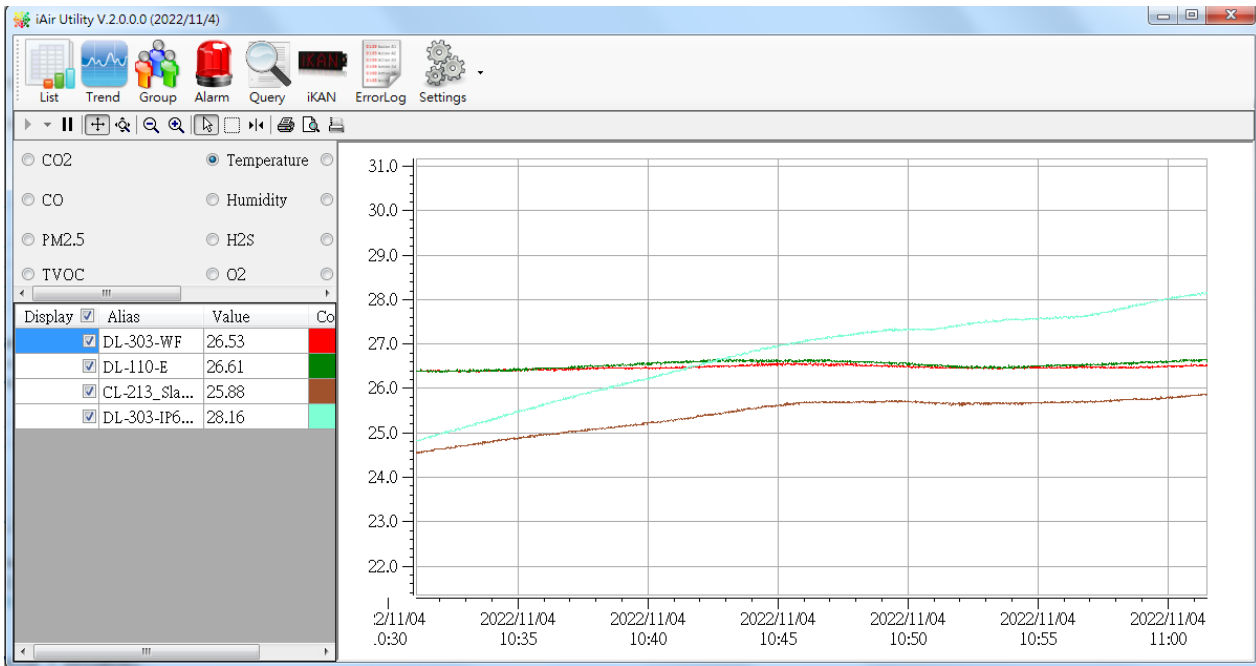 iAir Utility V.2.0.0.0 (2022/11/4)
List Trend Group Alarm Query iKAN ErrorLog Settings
CO2 Temperature
CO Humidity
PM2.5 H2S
TVOC O2
Display Alias Value Co
DL-303-WF 26.53
DL-110-E 26.61
CL-213_Sla... 25.88
DL-303-IP6... 28.16
31.0
30.0
29.0
28.0
27.0
26.0
25.0
24.0
23.0
22.0
2/11/04 2022/11/04 2022/11/04 2022/11/04 2022/11/04 2022/11/04 2022/11/04
.0:30 10:35 10:40 10:45 10:50 10:55 11:00